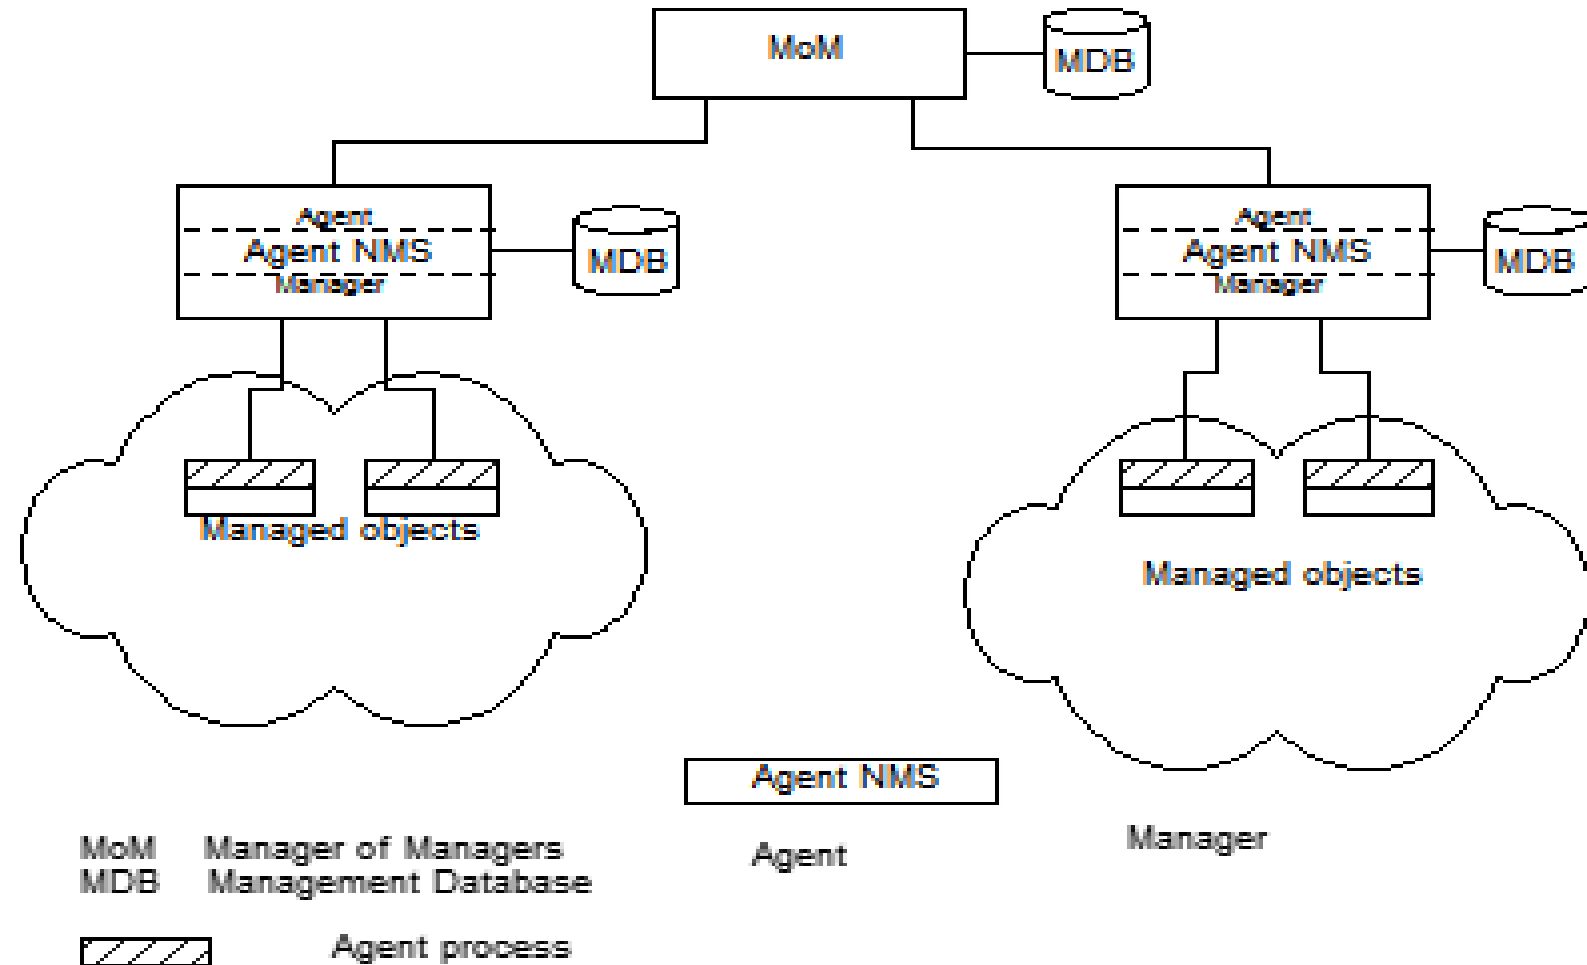 MoM
MDB
Agent
Agent NMS
Manager
MDB
Agent
Agent NMS
Manager
MDB
Managed objects
Managed objects
Agent NMS
MoM Manager of Managers
MDB Management Database
Agent
Manager
Agent process